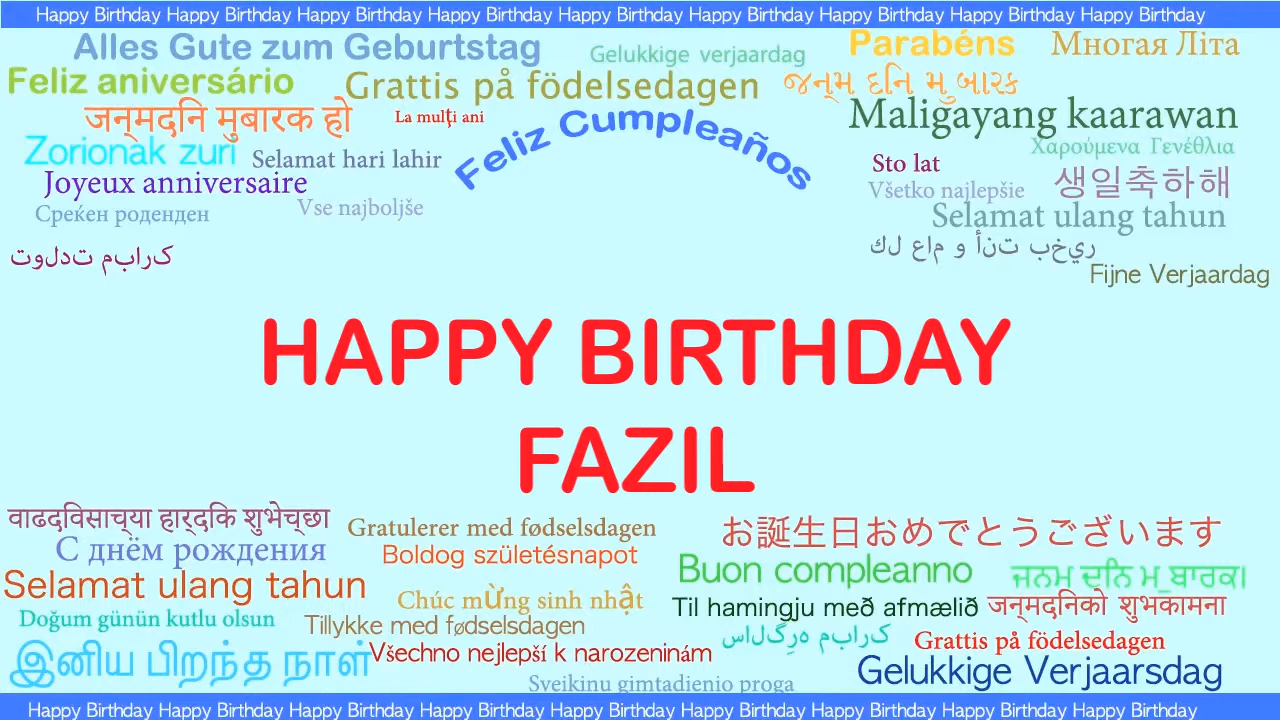 Happy Birthday Happy Birthday Happy Birthday Happy Birthday Happy Birthday Happy Birthday Happy Birthday Happy Birthday Happy Birthday
Alles Gute zum Geburtstag
Gelukkige verjaardag
Parabéns
Многая Літа
Feliz aniversário
Grattis på födelsedagen
જન્મ દિન મુબારક
जन्मदिन मुबारक हो
La mulţi ani
Feliz Cumpleaños
Maligayang kaarawan
Zorionak zuri
Selamat hari lahir
Sto lat
Χαρούμενα Γενέθλια
Joyeux anniversaire
Všetko najlepšie
생일축하해
Среќен роденден
Vse najboljše
Selamat ulang tahun
تولدت مبارک
كل عام و أنت بخير
Fijne Verjaardag
HAPPY BIRTHDAY
FAZIL
वाढदिवसाच्या हार्दिक शुभेच्छा
Gratulerer med fødselsdagen
お誕生日おめでとうございます
С днём рождения
Boldog születésnapot
Buon compleanno
ਜਨਮ ਦਿਨ ਮੁਬਾਰਕ।
Selamat ulang tahun
Chúc mừng sinh nhật
Til hamingju með afmælið
जन्मदिनको शुभकामना
Doğum günün kutlu olsun
Tillykke med fødselsdagen
سالگرہ مبارک
Grattis på födelsedagen
இனிய பிறந்த நாள்
Všechno nejlepší k narozeninám
Gelukkige Verjaarsdag
Sveikinu gimtadienio proga
Happy Birthday Happy Birthday Happy Birthday Happy Birthday Happy Birthday Happy Birthday Happy Birthday Happy Birthday Happy Birthday